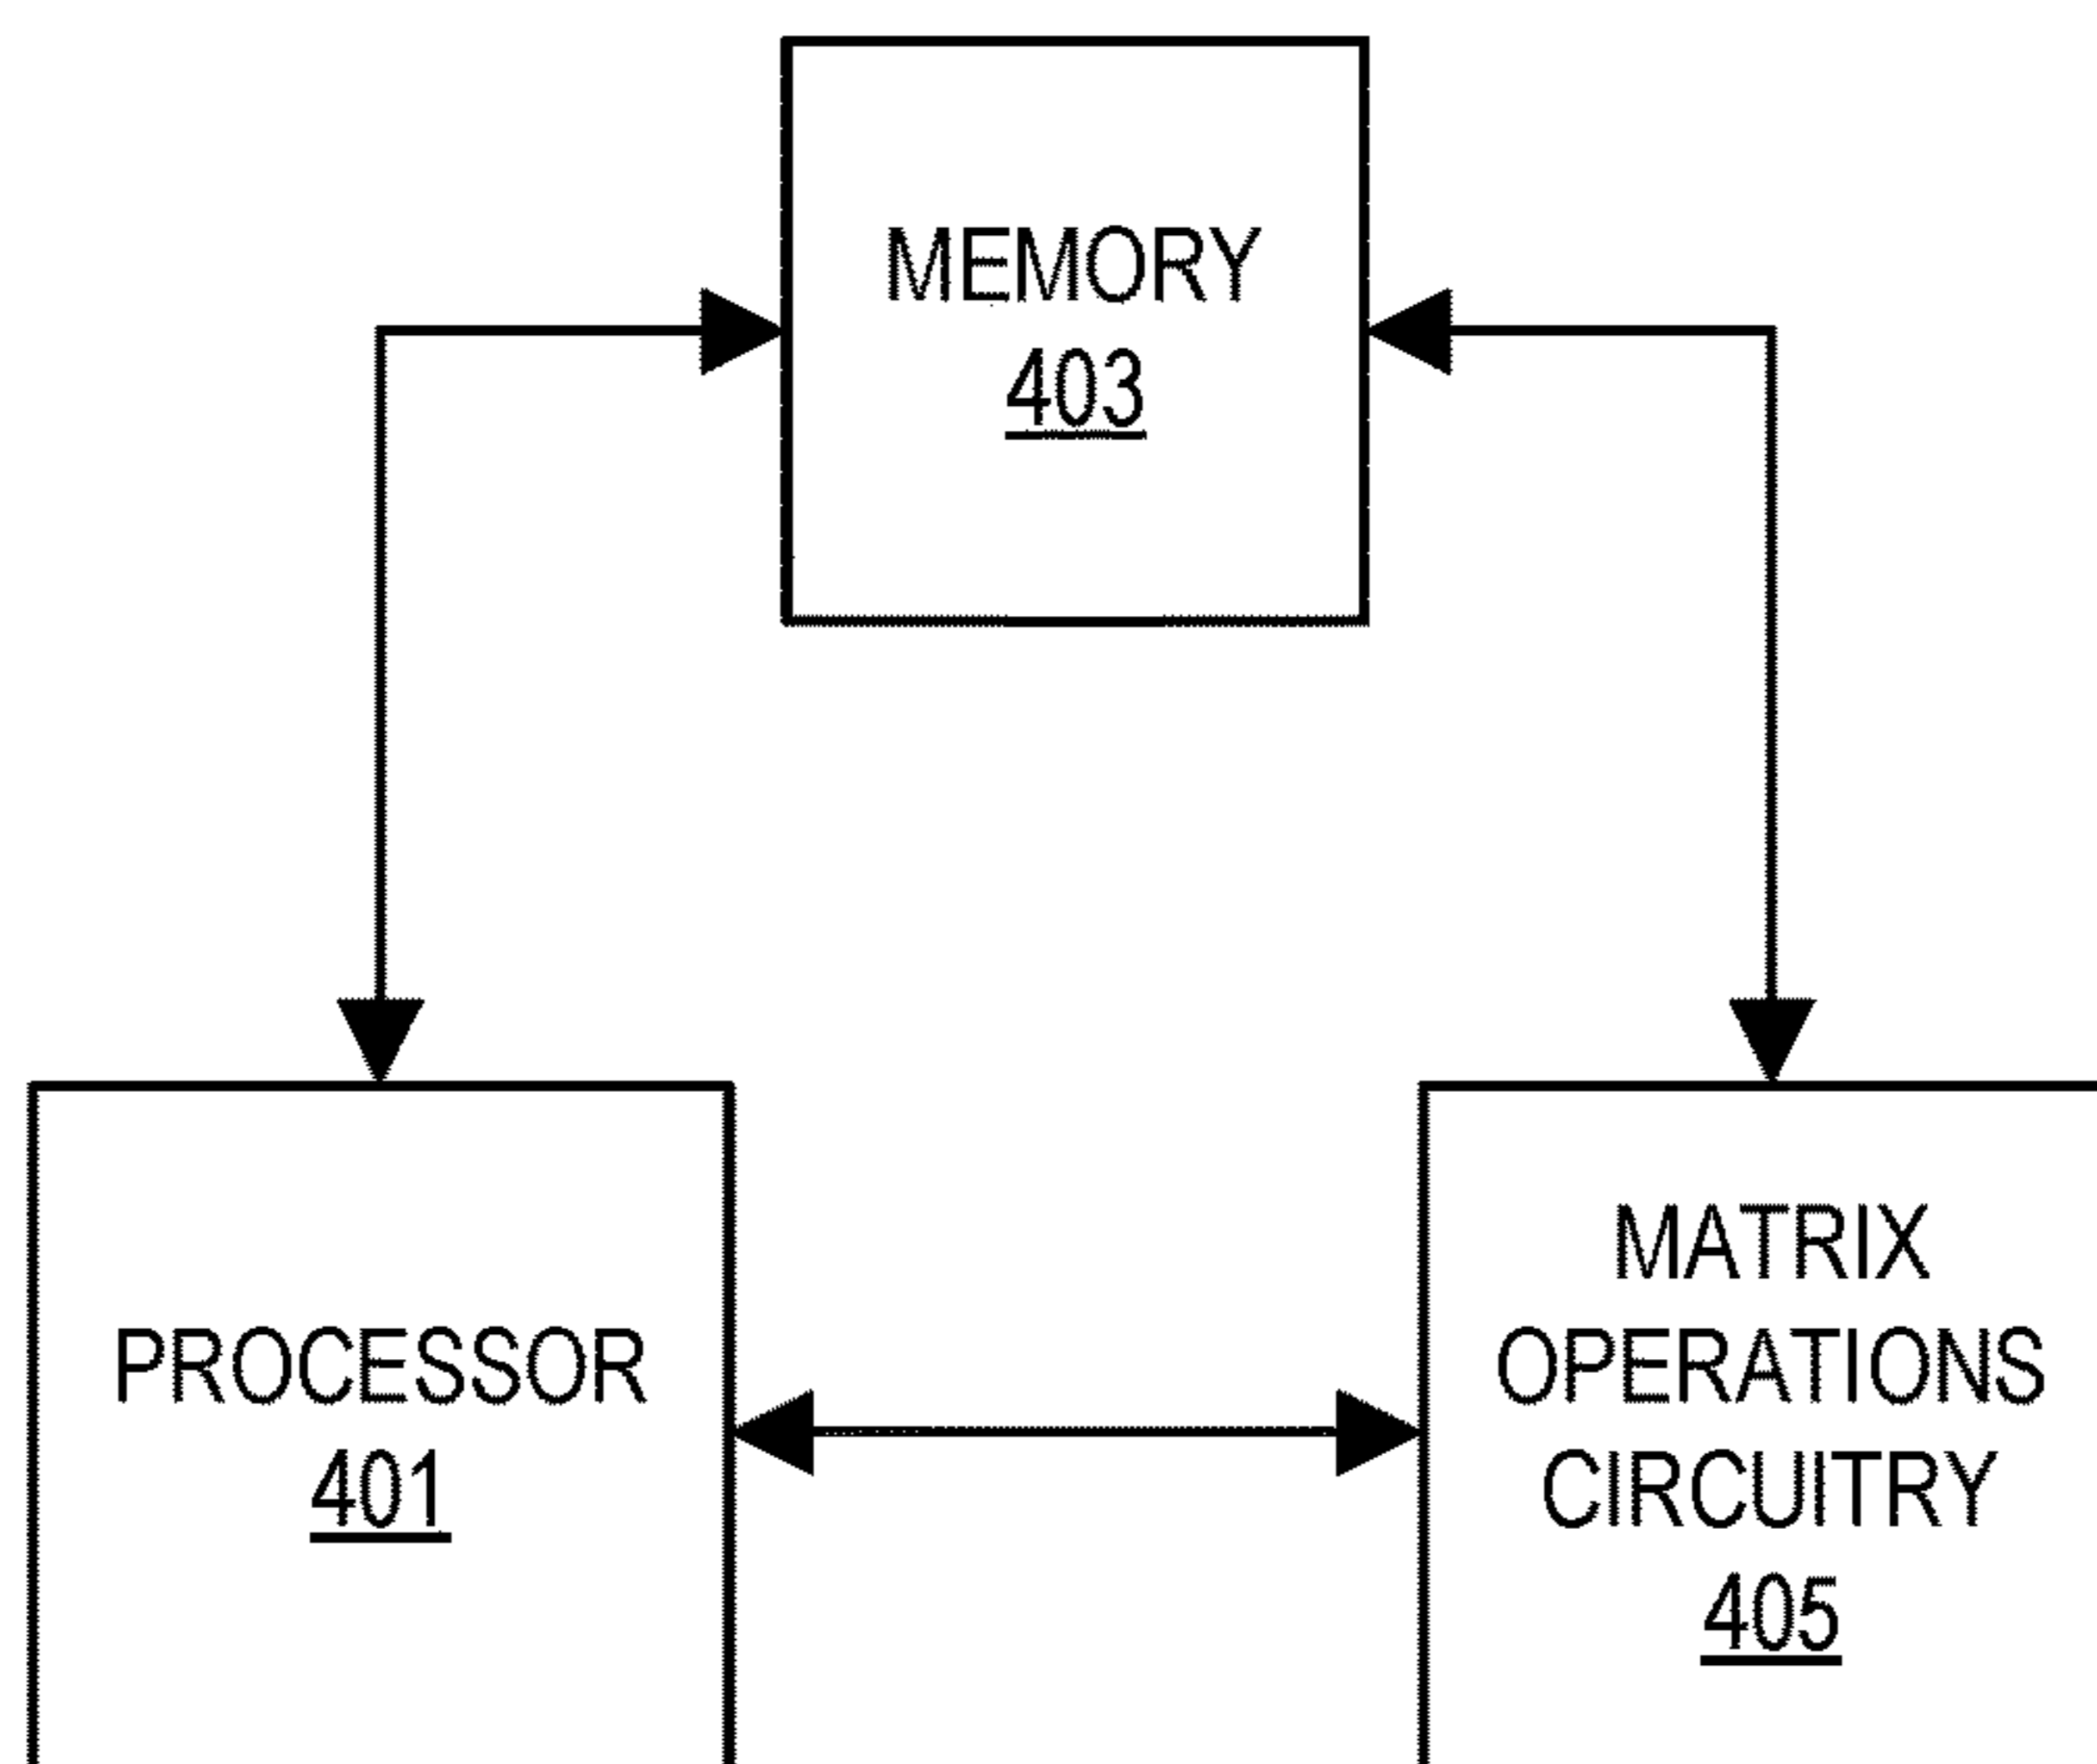 MEMORY
403
PROCESSOR
401
MATRIX
OPERATIONS
CIRCUITRY
405